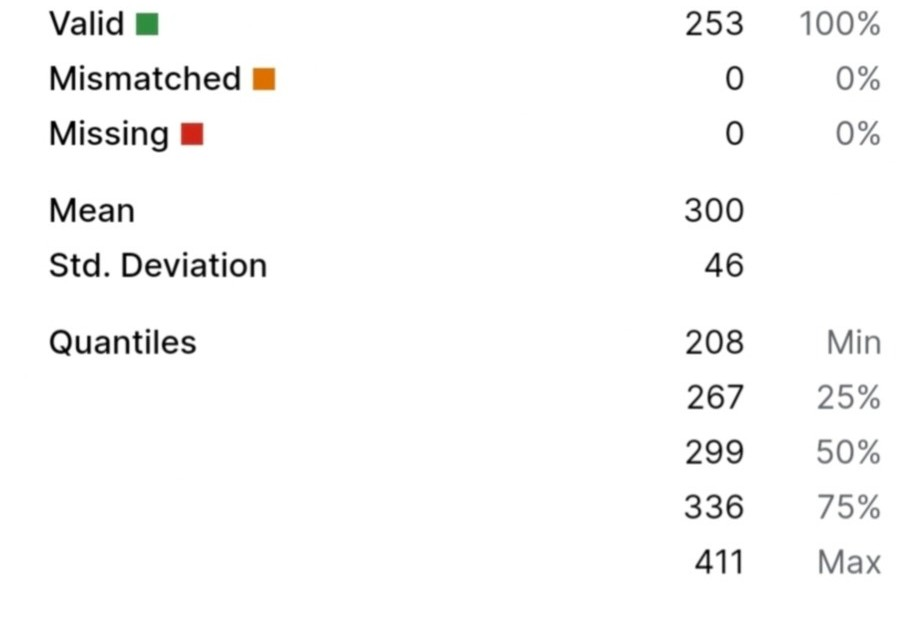 Valid 253 100%
Mismatched 0 0%
Missing 0 0%
Mean 300
Std. Deviation 46
Quantiles 208 Min
267 25%
299 50%
336 75%
411 Max